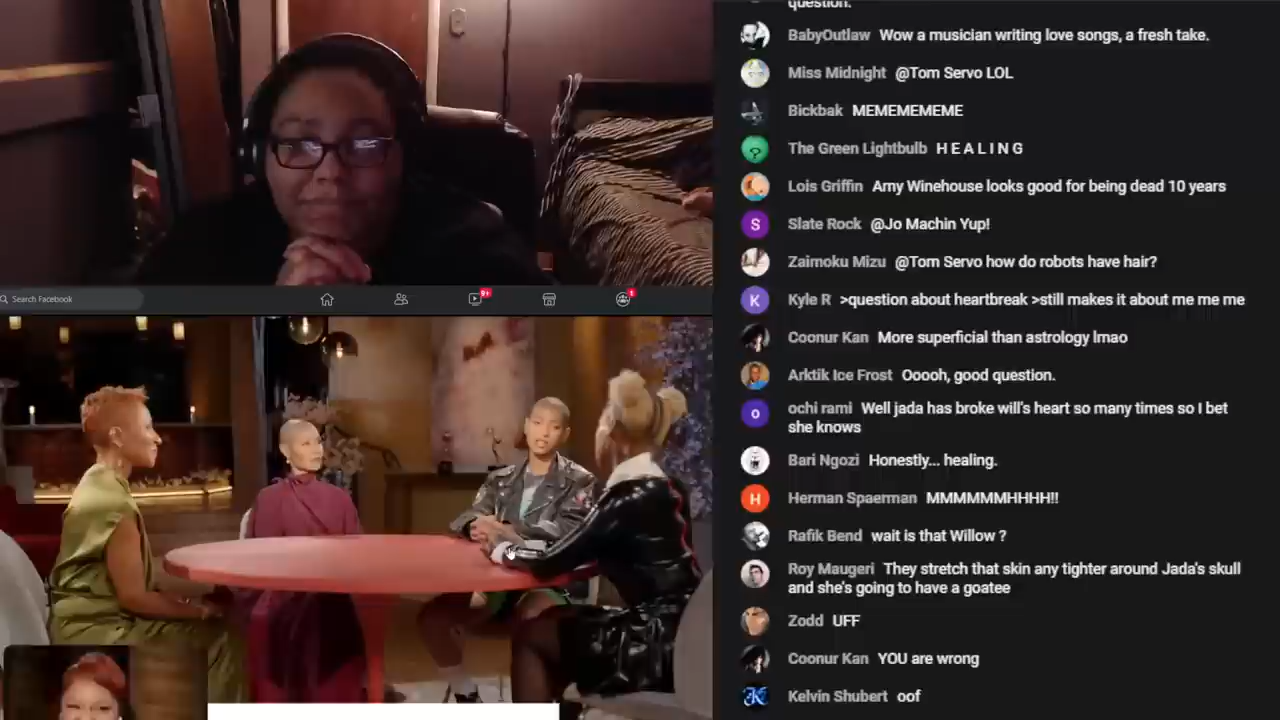 question.
BabyOutlaw Wow a musician writing love songs, a fresh take.
Miss Midnight @Tom Servo LOL
Bickbak MEMEMEMEME
The Green Lightbulb H E A L I N G
Lois Griffin Amy Winehouse looks good for being dead 10 years
S Slate Rock @Jo Machin Yup!
Zaimoku Mizu @Tom Servo how do robots have hair?
Search Facebook
9+
1
K Kyle R >question about heartbreak >still makes it about me me me
Coonur Kan More superficial than astrology lmao
Arktik Ice Frost Ooooh, good question.
o ochi rami Well jada has broke will's heart so many times so I bet
she knows
Bari Ngozi Honestly... healing.
H Herman Spaerman MMMMMMHHHH!!
Rafik Bend wait is that Willow ?
Roy Maugeri They stretch that skin any tighter around Jada's skull
and she's going to have a goatee
Zodd UFF
Coonur Kan YOU are wrong
K Kelvin Shubert oof